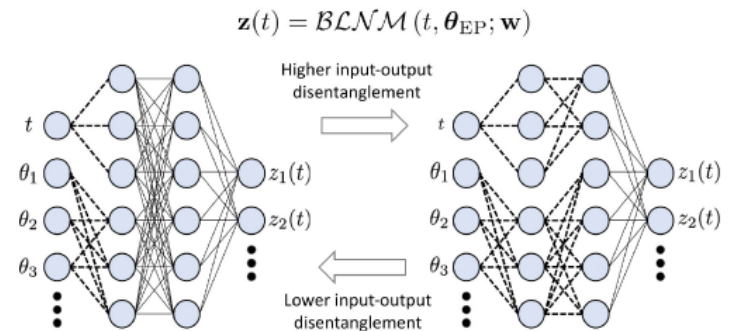 𝐳(t) = ℬℒ𝒩ℳ (t, 𝜽_EP; 𝐰)
Higher input-output
disentanglement
t
θ₁
θ₂
θ₃
z₁(t)
z₂(t)
t
θ₁
θ₂
θ₃
z₁(t)
z₂(t)
Lower input-output
disentanglement